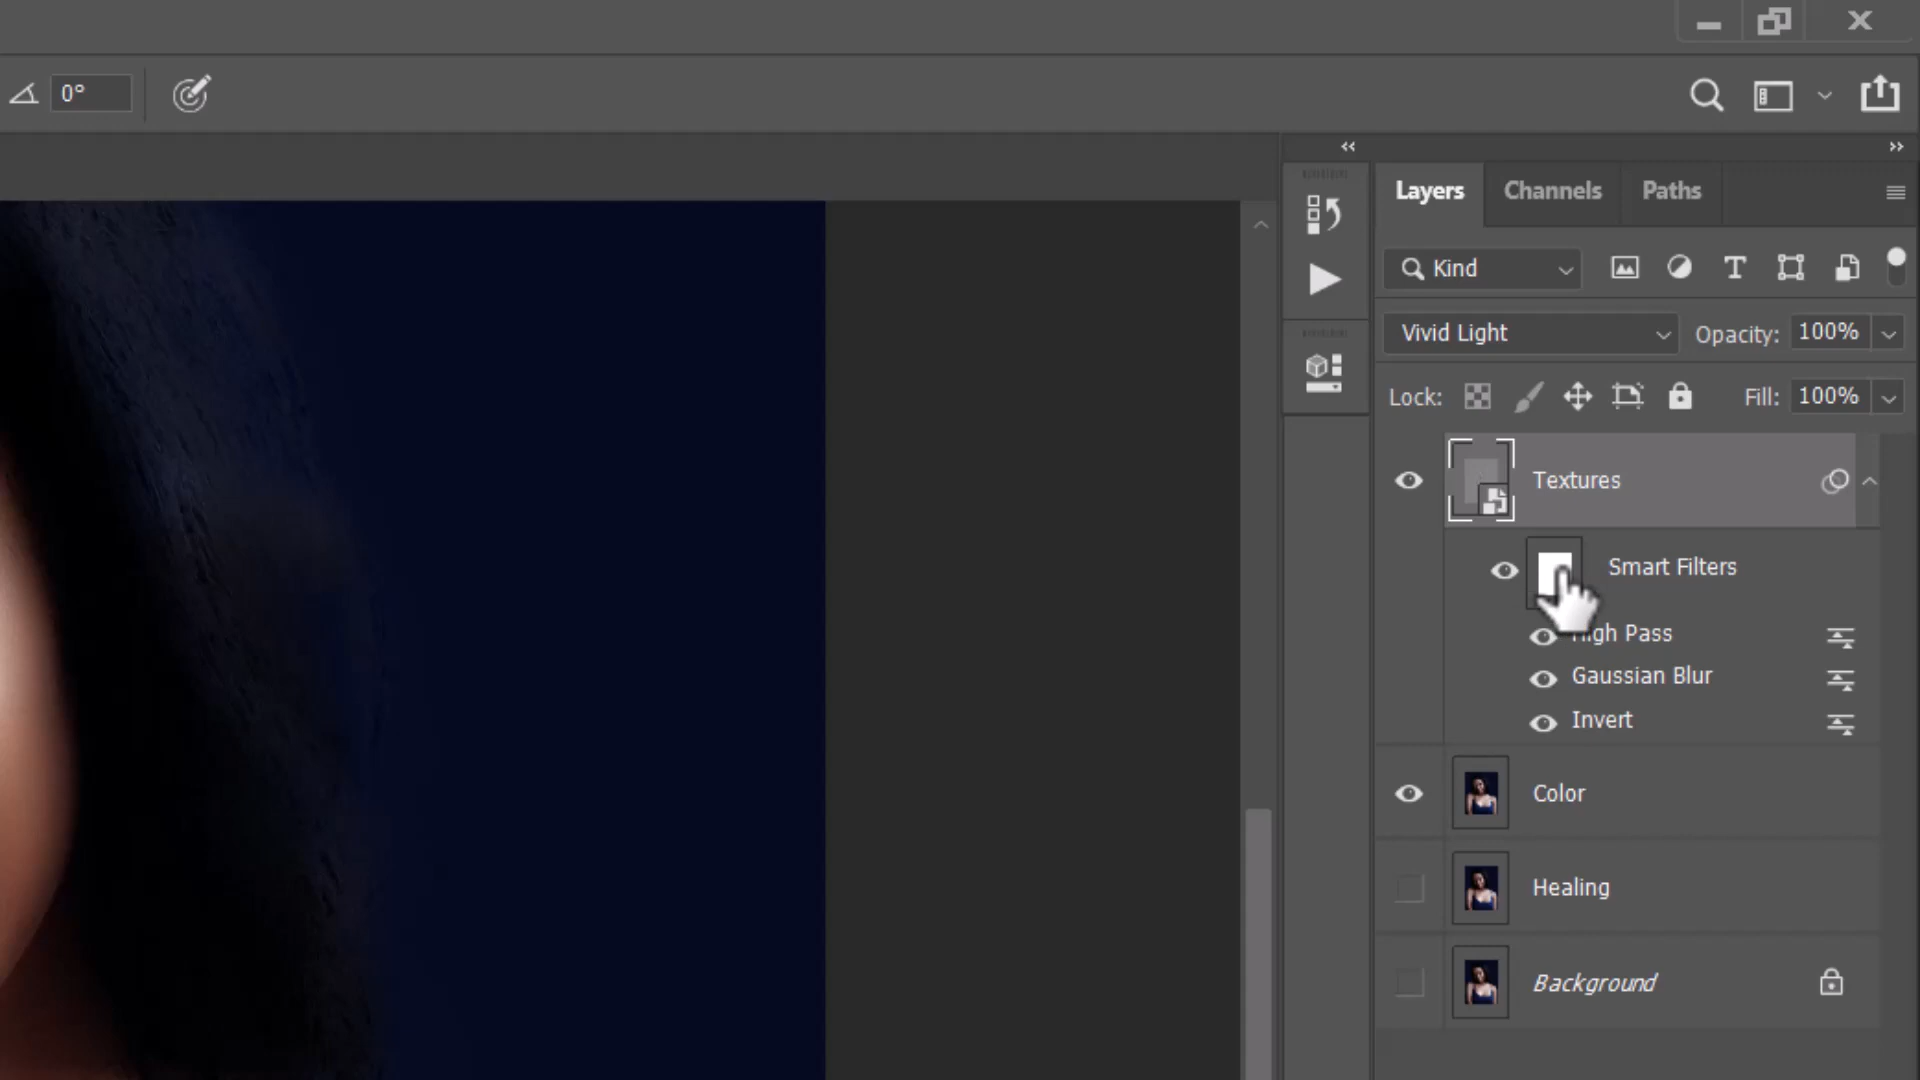 0°
Layers Channels Paths
Kind
Vivid Light Opacity: 100%
Lock: Fill: 100%
Textures
Smart Filters
High Pass
Gaussian Blur
Invert
Color
Healing
Background